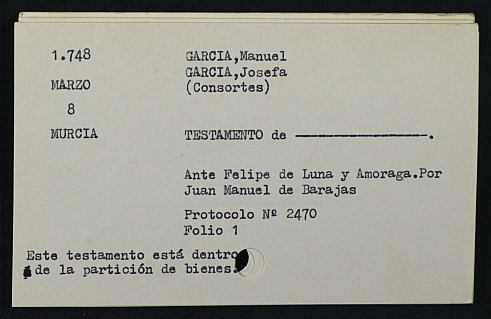 1.748
GARCIA,Manuel
GARCIA,Josefa
MARZO
(Consortes)
8
MURCIA
TESTAMENTO de -----------------.
Ante Felipe de Luna y Amoraga.Por
Juan Manuel de Barajas
Protocolo Nº 2470
Folio 1
Este testamento está dentro
de la partición de bienes.